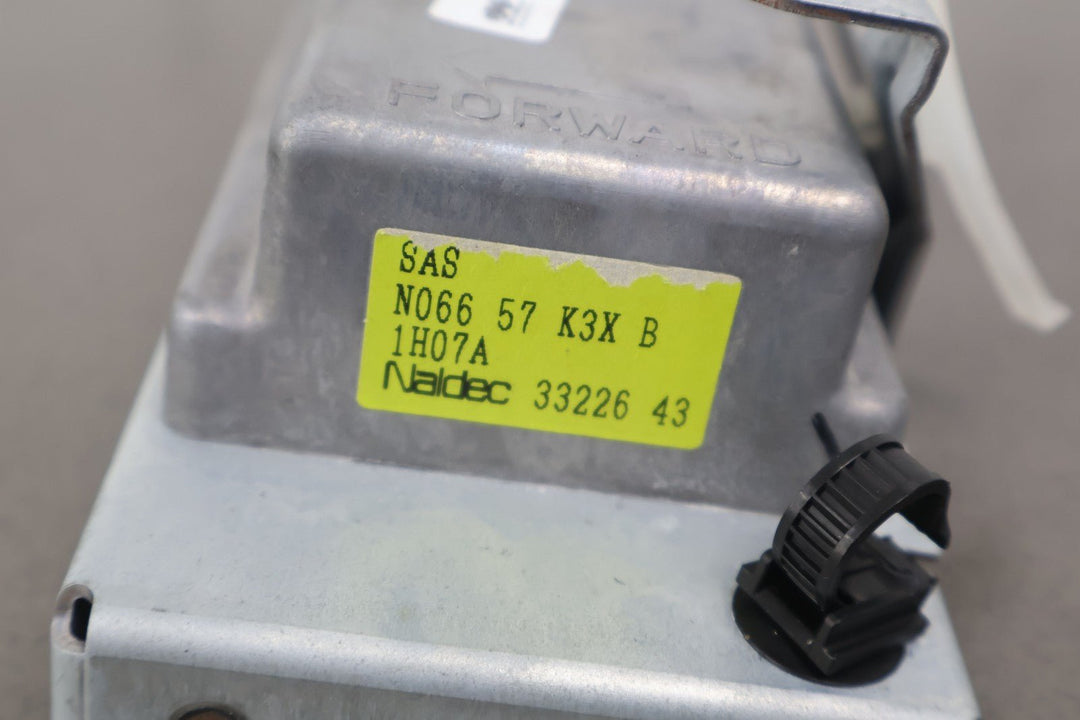 FORWARD
SAS
N066 57 K3X B
1H07A
Naldec 33226 43